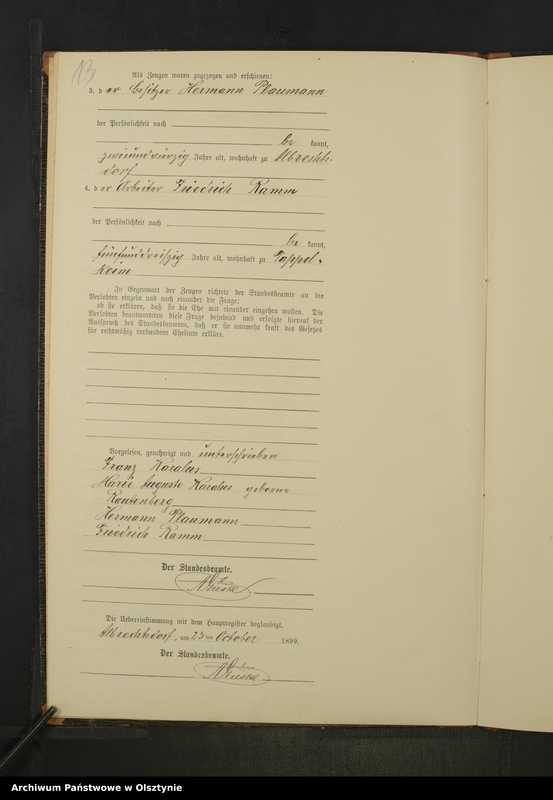 13
Als Zeugen waren zugezogen und erschienen:
3. der Besitzer Hermann Plaumann
der Persönlichkeit nach
bekannt,
zweiundvierzig Jahre alt, wohnhaft zu Albrechts-
dorf
4. der Arbeiter Friedrich Ramm
der Persönlichkeit nach
bekannt,
fünfunddreißig Jahre alt, wohnhaft zu Tappel-
keim
In Gegenwart der Zeugen richtete der Standesbeamte an die
Verlobten einzeln und nach einander die Frage:
ob sie erklären, daß sie die Ehe mit einander eingehen wollen. Die
Verlobten beantworteten diese Frage bejahend und erfolgte hierauf der
Ausspruch des Standesbeamten, daß er sie nunmehr kraft des Gesetzes
für rechtmäßig verbundene Eheleute erkläre.
Vorgelesen, genehmigt und unterschrieben
Franz Karalus
Marie Auguste Karalus geborne
Rautenberg
Hermann Plaumann
Friedrich Ramm
Der Standesbeamte.
Die Uebereinstimmung mit dem Hauptregister beglaubigt.
Albrechtsdorf, am 23 ten October 1899.
Der Standesbeamte.
Archiwum Państwowe w Olsztynie